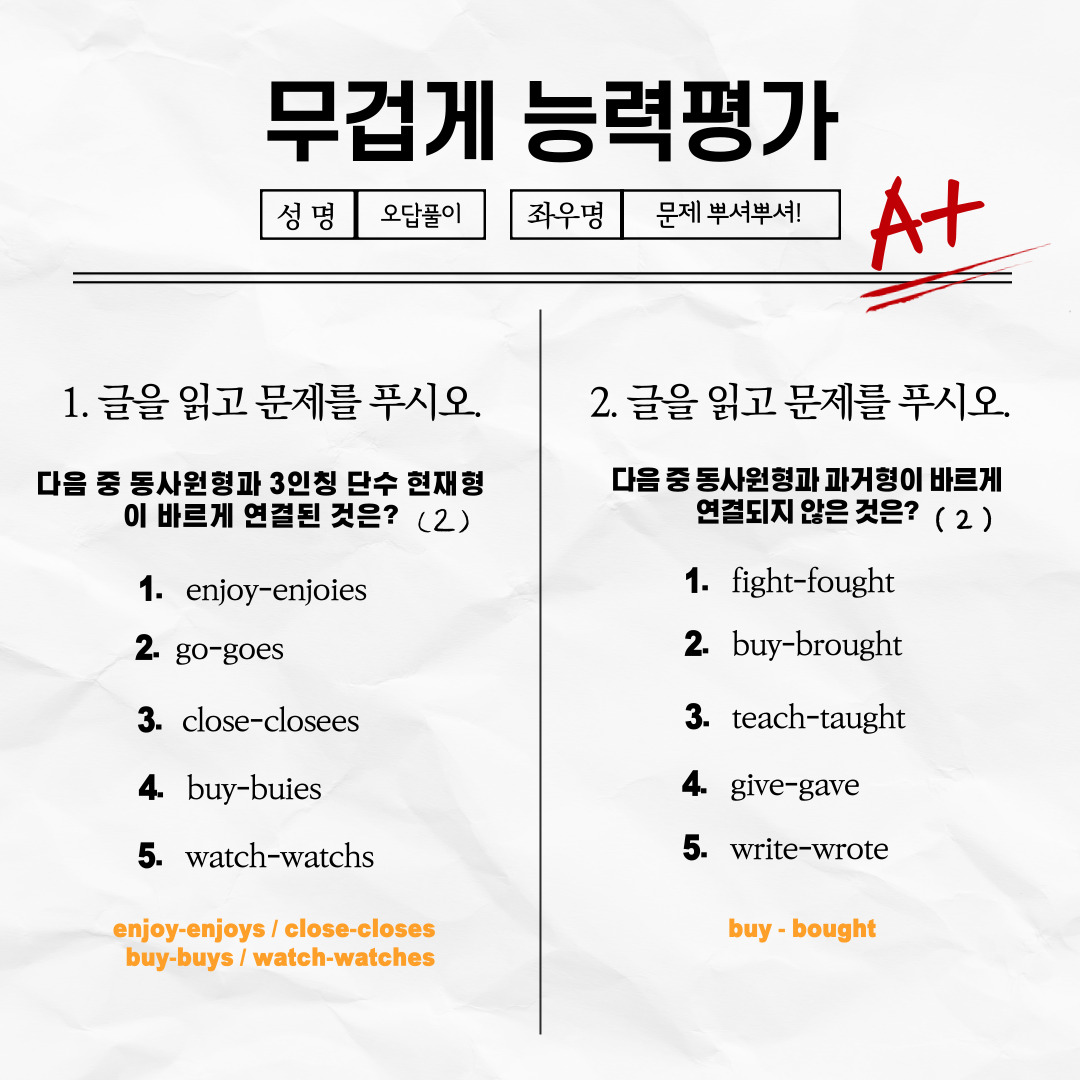 무겁게 능력평가
성 명 오답풀이 좌우명 문제 뿌셔뿌셔!
A+
1. 글을 읽고 문제를 푸시오.
다음 중 동사원형과 3인칭 단수 현재형
이 바르게 연결된 것은? (2)
1. enjoy-enjoies
2. go-goes
3. close-closees
4. buy-buies
5. watch-watchs
enjoy-enjoys / close-closes
buy-buys / watch-watches
2. 글을 읽고 문제를 푸시오.
다음 중 동사원형과 과거형이 바르게
연결되지 않은 것은? ( 2 )
1. fight-fought
2. buy-brought
3. teach-taught
4. give-gave
5. write-wrote
buy - bought